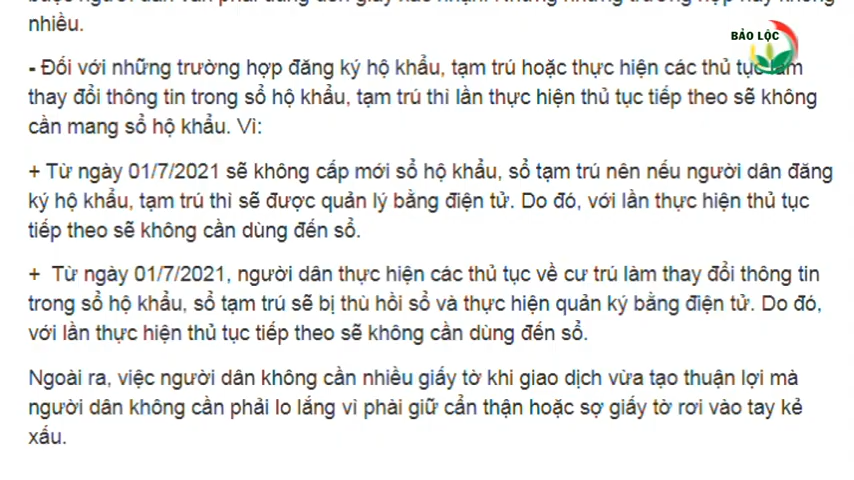 nhiều.
BẢO LỘC
- Đối với những trường hợp đăng ký hộ khẩu, tạm trú hoặc thực hiện các thủ tục làm
thay đổi thông tin trong sổ hộ khẩu, tạm trú thì lần thực hiện thủ tục tiếp theo sẽ không
cần mang sổ hộ khẩu. Vì:
+ Từ ngày 01/7/2021 sẽ không cấp mới sổ hộ khẩu, sổ tạm trú nên nếu người dân đăng
ký hộ khẩu, tạm trú thì sẽ được quản lý bằng điện tử. Do đó, với lần thực hiện thủ tục
tiếp theo sẽ không cần dùng đến sổ.
+ Từ ngày 01/7/2021, người dân thực hiện các thủ tục về cư trú làm thay đổi thông tin
trong sổ hộ khẩu, sổ tạm trú sẽ bị thù hồi sổ và thực hiện quản ký bằng điện tử. Do đó,
với lần thực hiện thủ tục tiếp theo sẽ không cần dùng đến sổ.
Ngoài ra, việc người dân không cần nhiều giấy tờ khi giao dịch vừa tạo thuận lợi mà
người dân không cần phải lo lắng vì phài giữ cẩn thận hoặc sợ giấy tờ rơi vào tay kẻ
xấu.